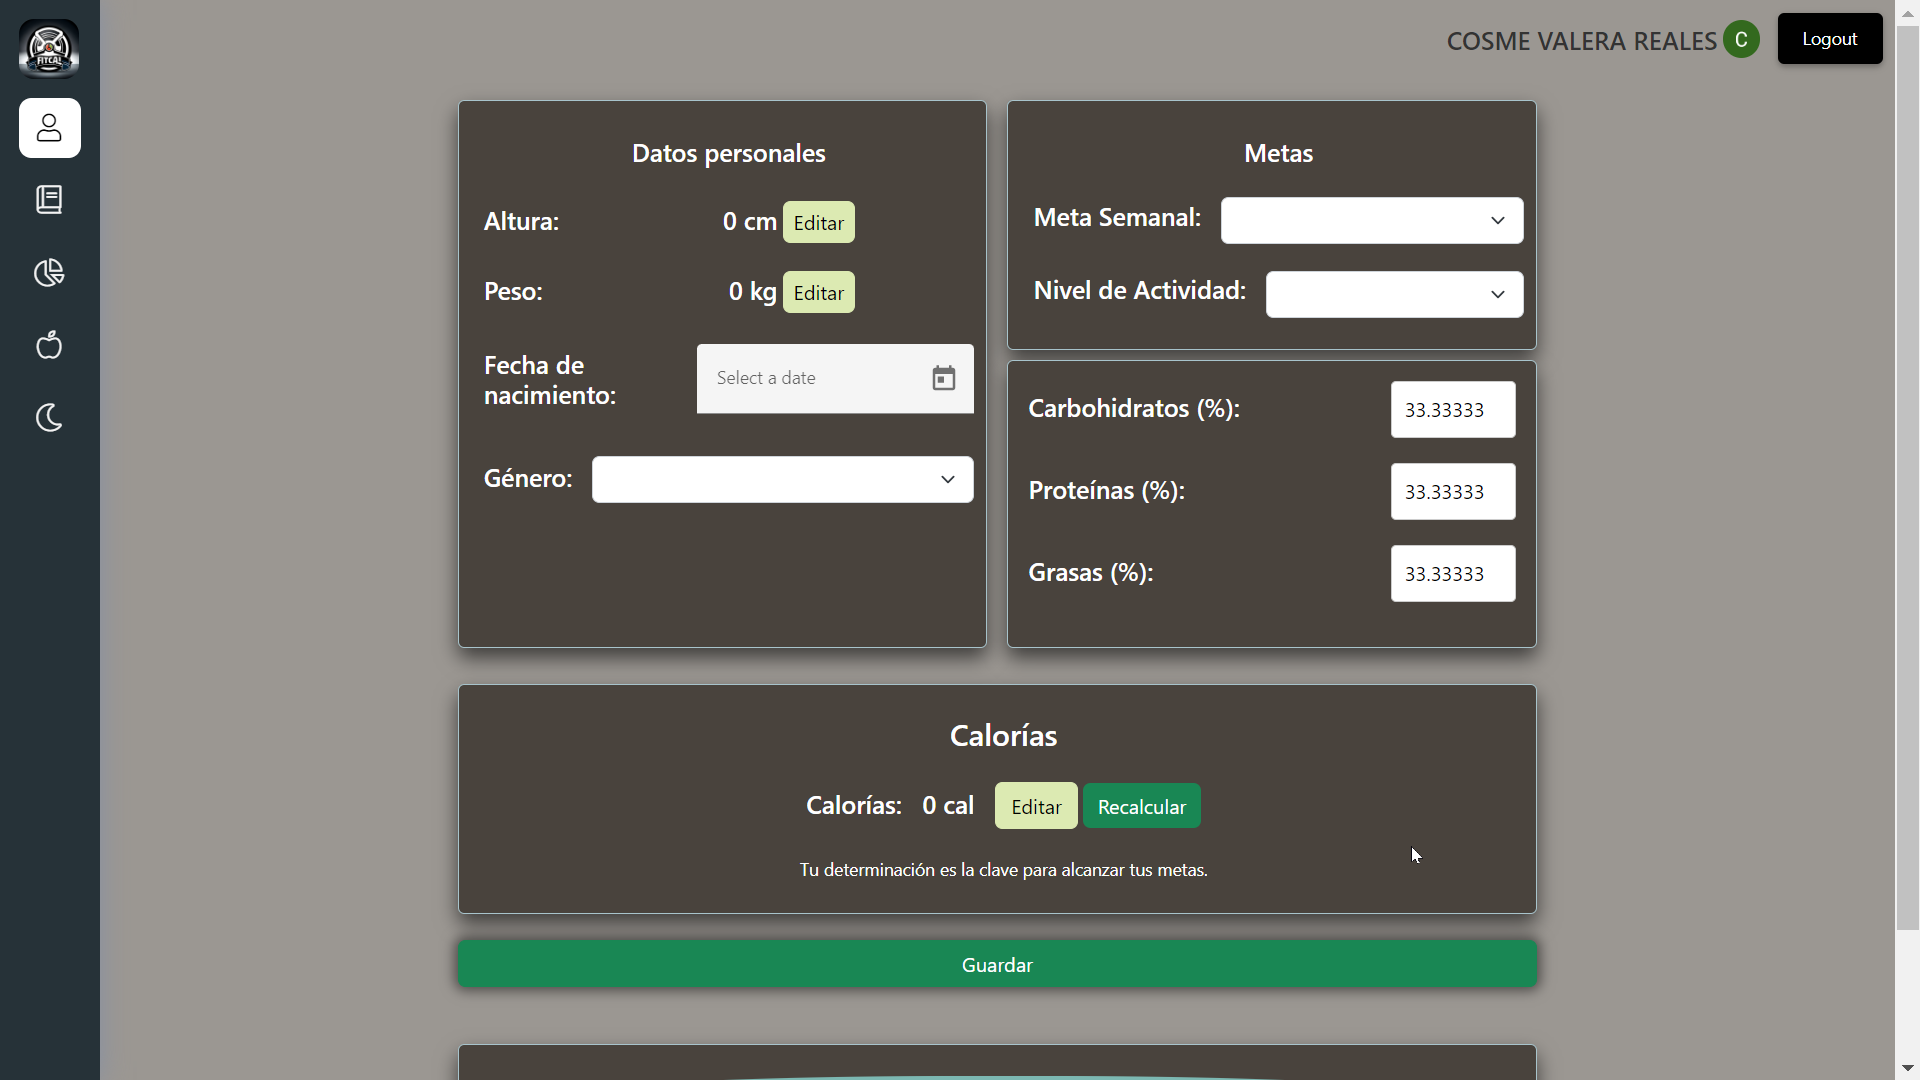 FITCAL
COSME VALERA REALES
C
Logout
Datos personales
Altura: 0 cm Editar
Peso: 0 kg Editar
Fecha de
nacimiento:
Select a date
Género:
Metas
Meta Semanal:
Nivel de Actividad:
Carbohidratos (%): 33.33333
Proteínas (%): 33.33333
Grasas (%): 33.33333
Calorías
Calorías: 0 cal Editar Recalcular
Tu determinación es la clave para alcanzar tus metas.
Guardar